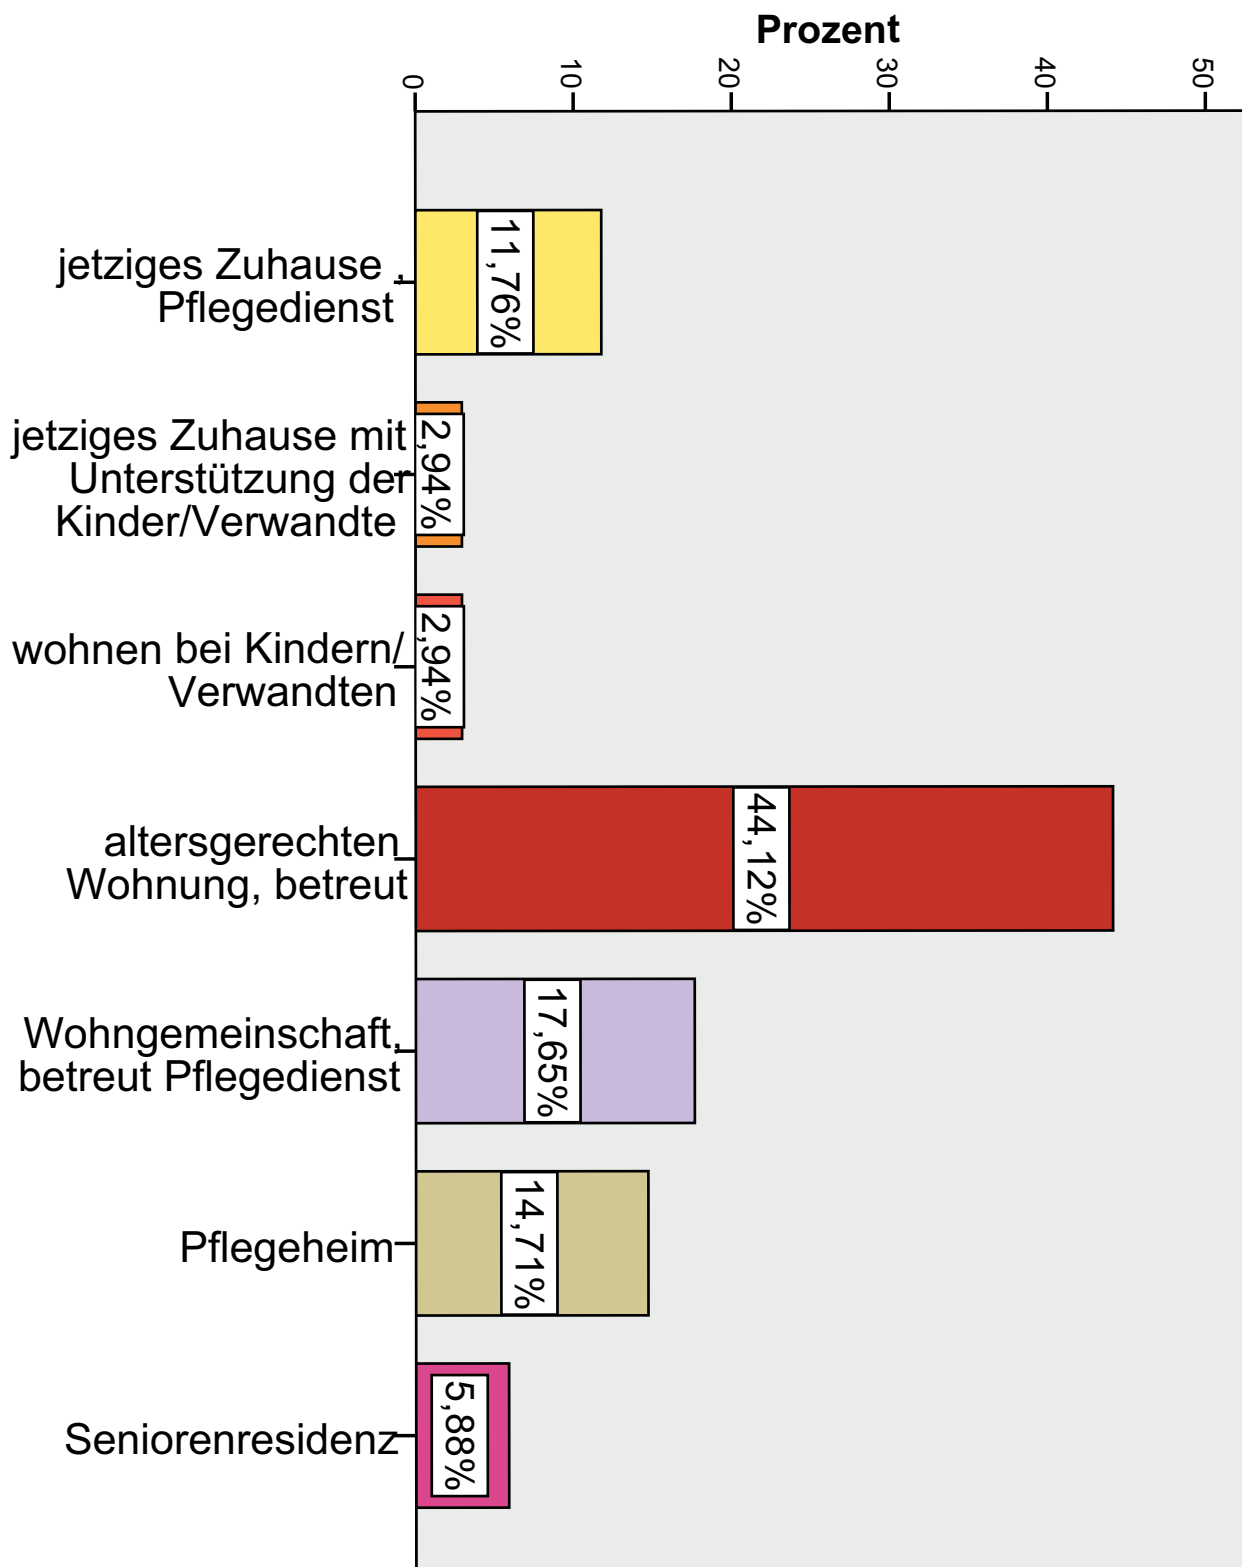 Prozent
0
10
20
30
40
50
jetziges Zuhause ,
Pflegedienst
11,76%
jetziges Zuhause mit
Unterstützung der
Kinder/Verwandte
2,94%
wohnen bei Kindern/
Verwandten
2,94%
altersgerechten
Wohnung, betreut
44,12%
Wohngemeinschaft,
betreut Pflegedienst
17,65%
Pflegeheim
14,71%
Seniorenresidenz
5,88%